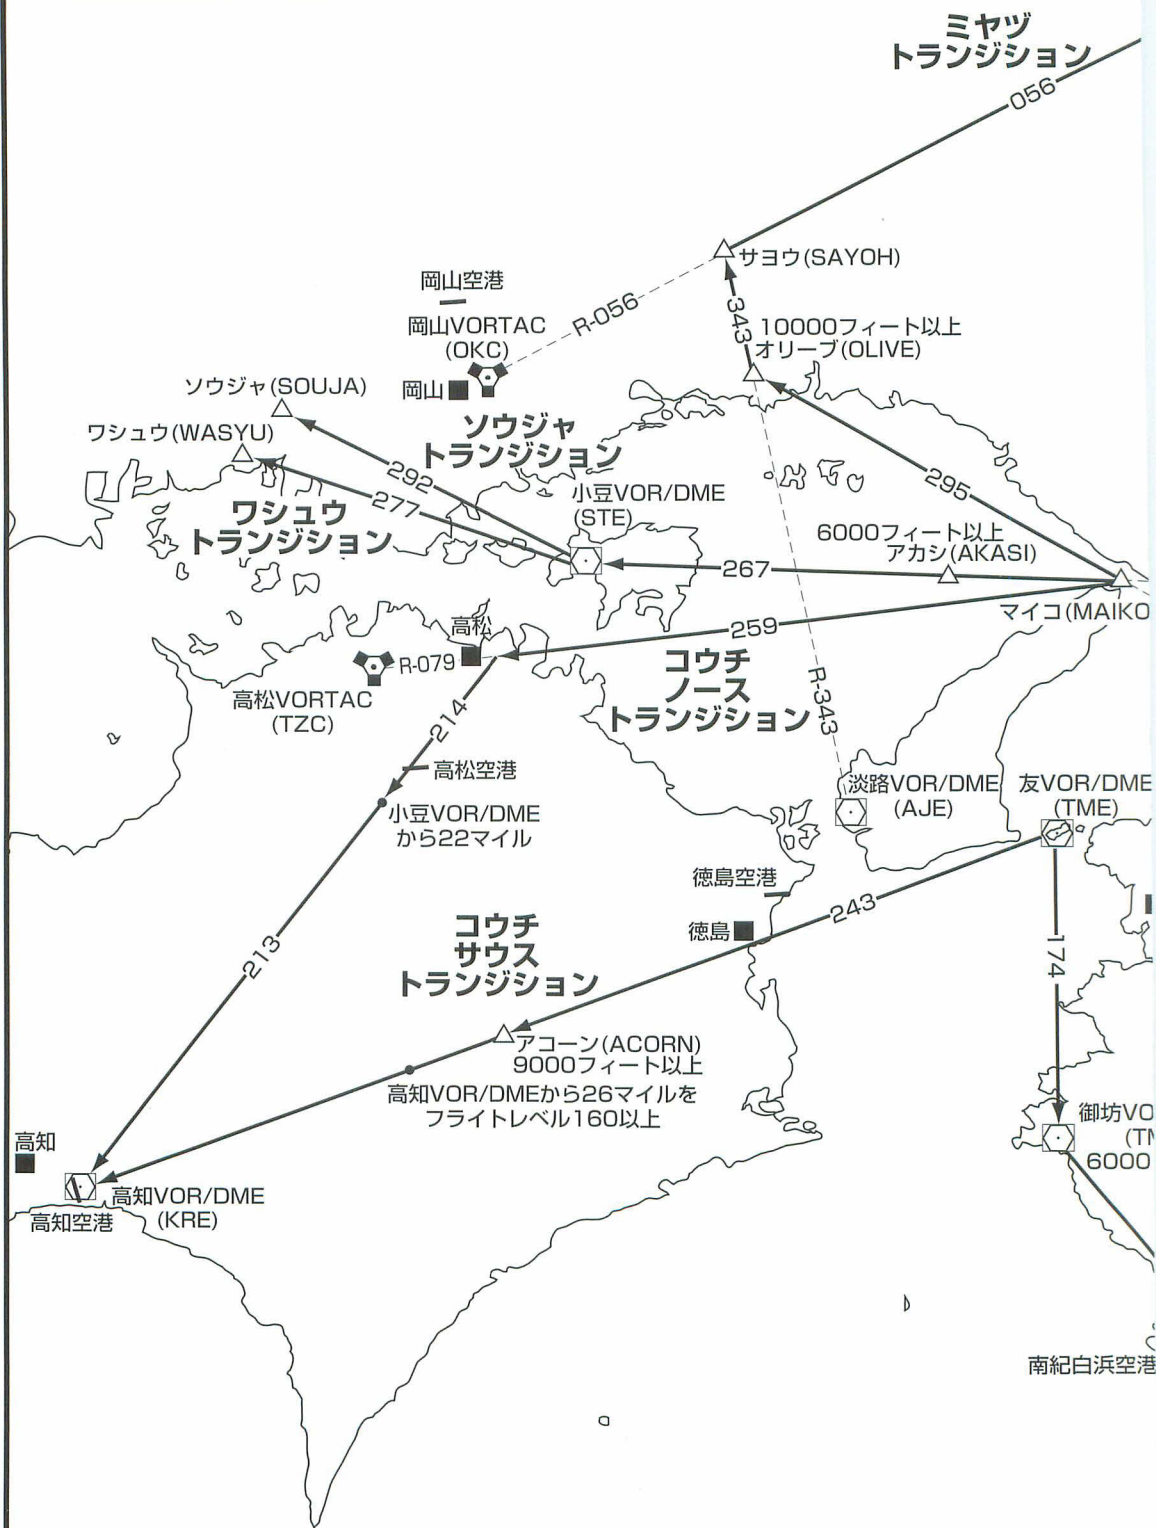 ミヤヅ
トランジション
056
サヨウ(SAYOH)
岡山空港
R-056
岡山VORTAC
(OKC)
343
10000フィート以上
オリーブ(OLIVE)
ソウジャ(SOUJA)
岡山
ワシュウ(WASYU)
ソウジャ
トランジション
292
277
295
小豆VOR/DME
(STE)
ワシュウ
トランジション
6000フィート以上
アカシ(AKASI)
267
マイコ(MAIKO
高松
259
R-079
コウチ
ノース
トランジション
高松VORTAC
(TZC)
R-343
214
高松空港
小豆VOR/DME
から22マイル
淡路VOR/DME
(AJE)
友VOR/DME
(TME)
徳島空港
徳島
243
コウチ
サウス
トランジション
213
174
アコーン(ACORN)
9000フィート以上
高知VOR/DMEから26マイルを
フライトレベル160以上
御坊VO
(TM
6000
高知
高知VOR/DME
(KRE)
高知空港
南紀白浜空港